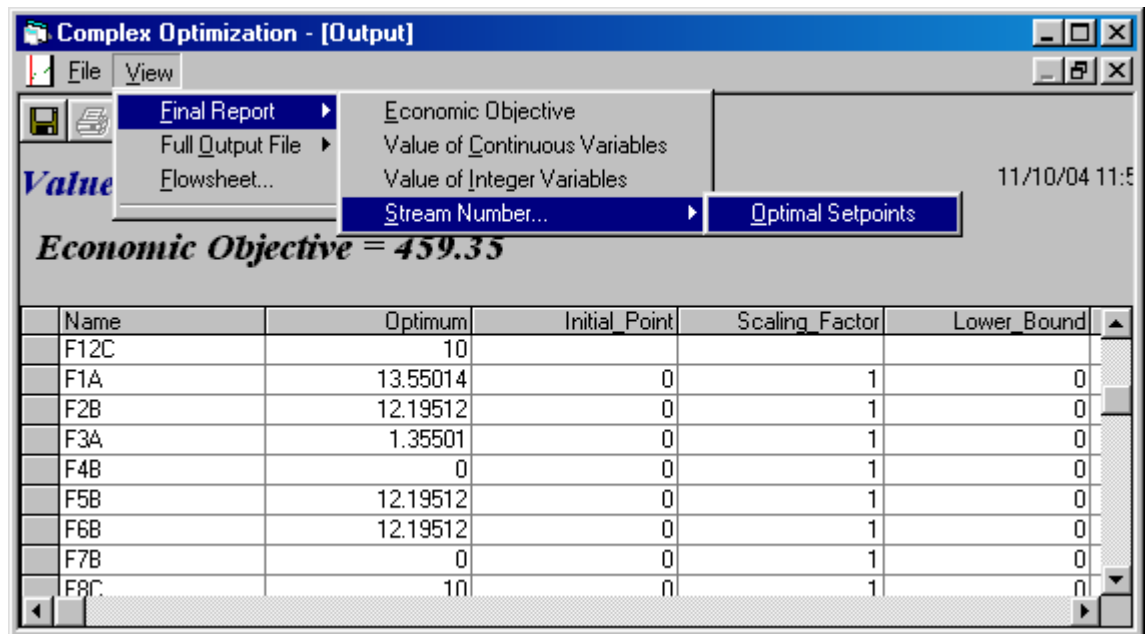 Complex Optimization - [Output]
File View
Final Report Economic Objective
Full Output File Value of Continuous Variables
Value Flowsheet... Value of Integer Variables 11/10/04 11:5
Stream Number... Optimal Setpoints
Economic Objective = 459.35
Name Optimum Initial_Point Scaling_Factor Lower_Bound
F12C 10
F1A 13.55014 0 1 0
F2B 12.19512 0 1 0
F3A 1.35501 0 1 0
F4B 0 0 1 0
F5B 12.19512 0 1 0
F6B 12.19512 0 1 0
F7B 0 0 1 0
F8C 10 0 1 0